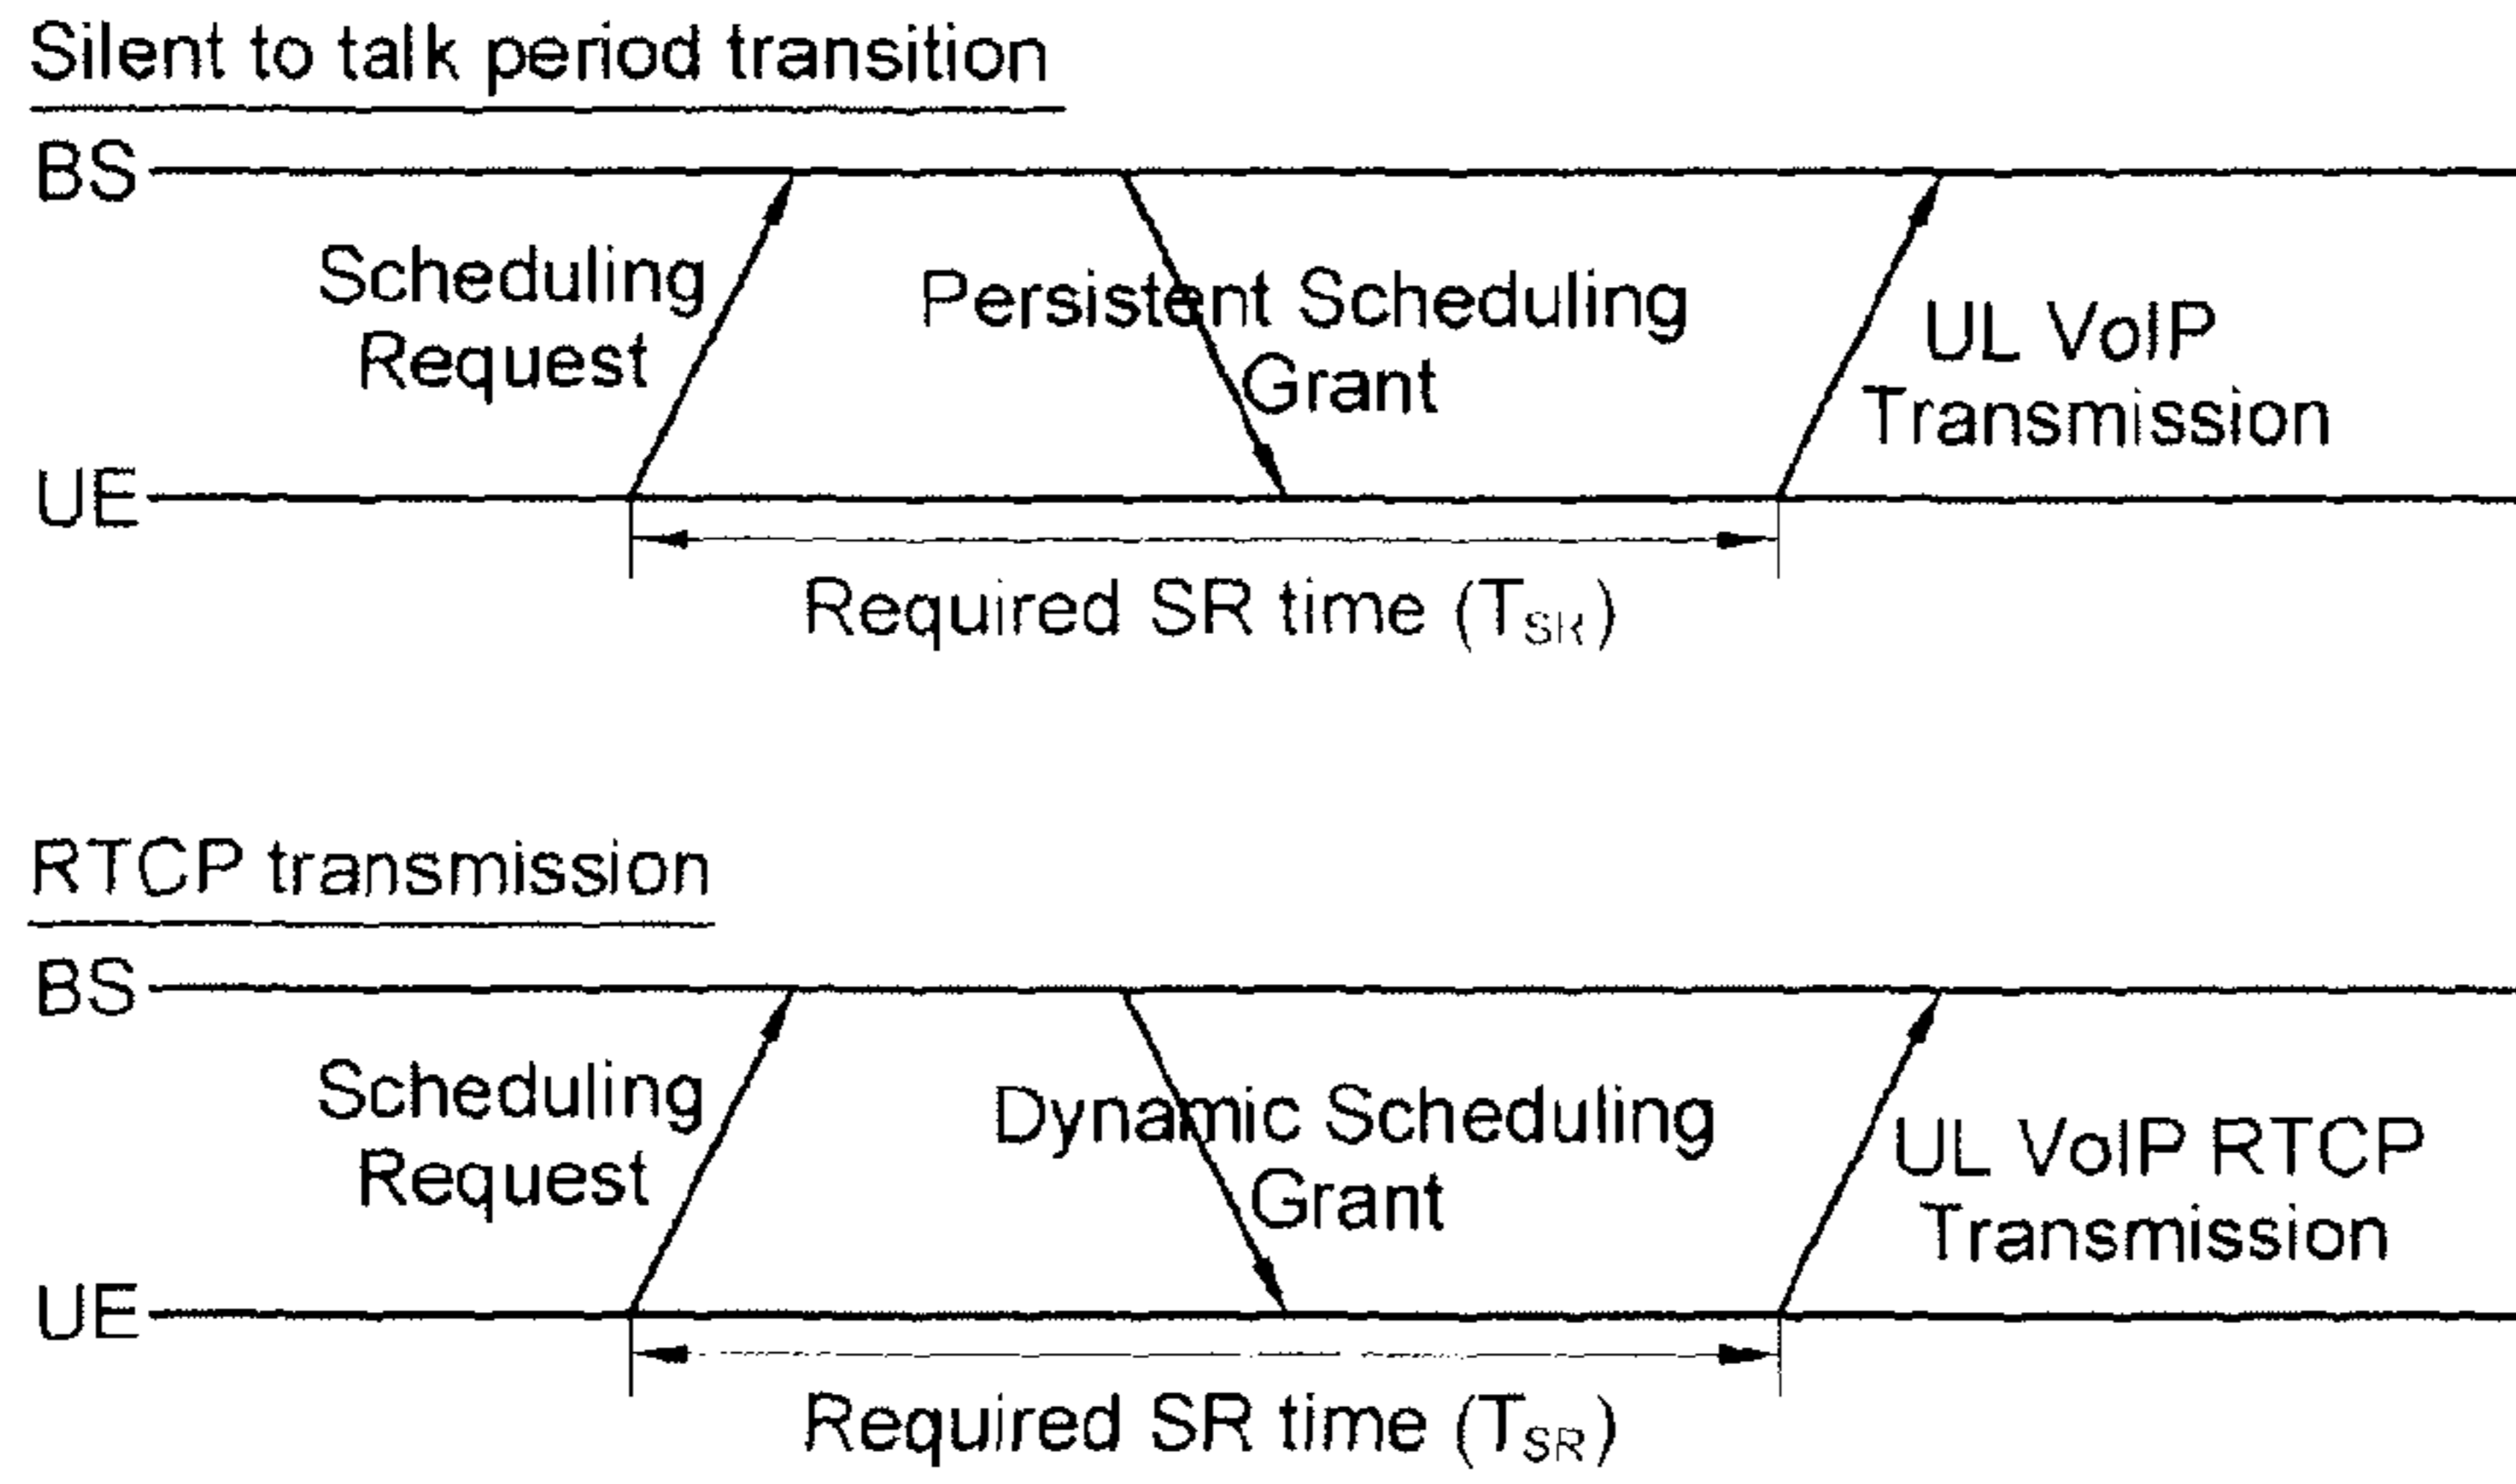 Silent to talk period transition
BS
Scheduling
Request
Persistent Scheduling
Grant
UL VoIP
Transmission
UE
Required SR time (TSR)
RTCP transmission
BS
Scheduling
Request
Dynamic Scheduling
Grant
UL VoIP RTCP
Transmission
UE
Required SR time (TSR)